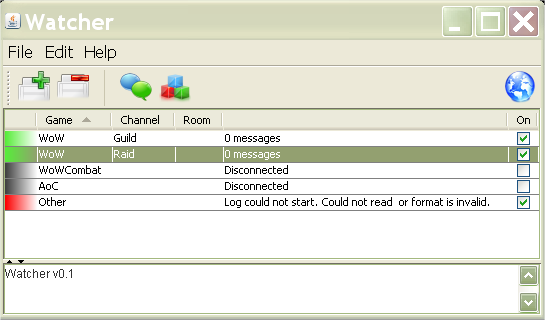 Watcher
File Edit Help
Game Channel Room On
WoW Guild 0 messages
WoW Raid 0 messages
WoWCombat Disconnected
AoC Disconnected
Other Log could not start. Could not read  or format is invalid.
Watcher v0.1